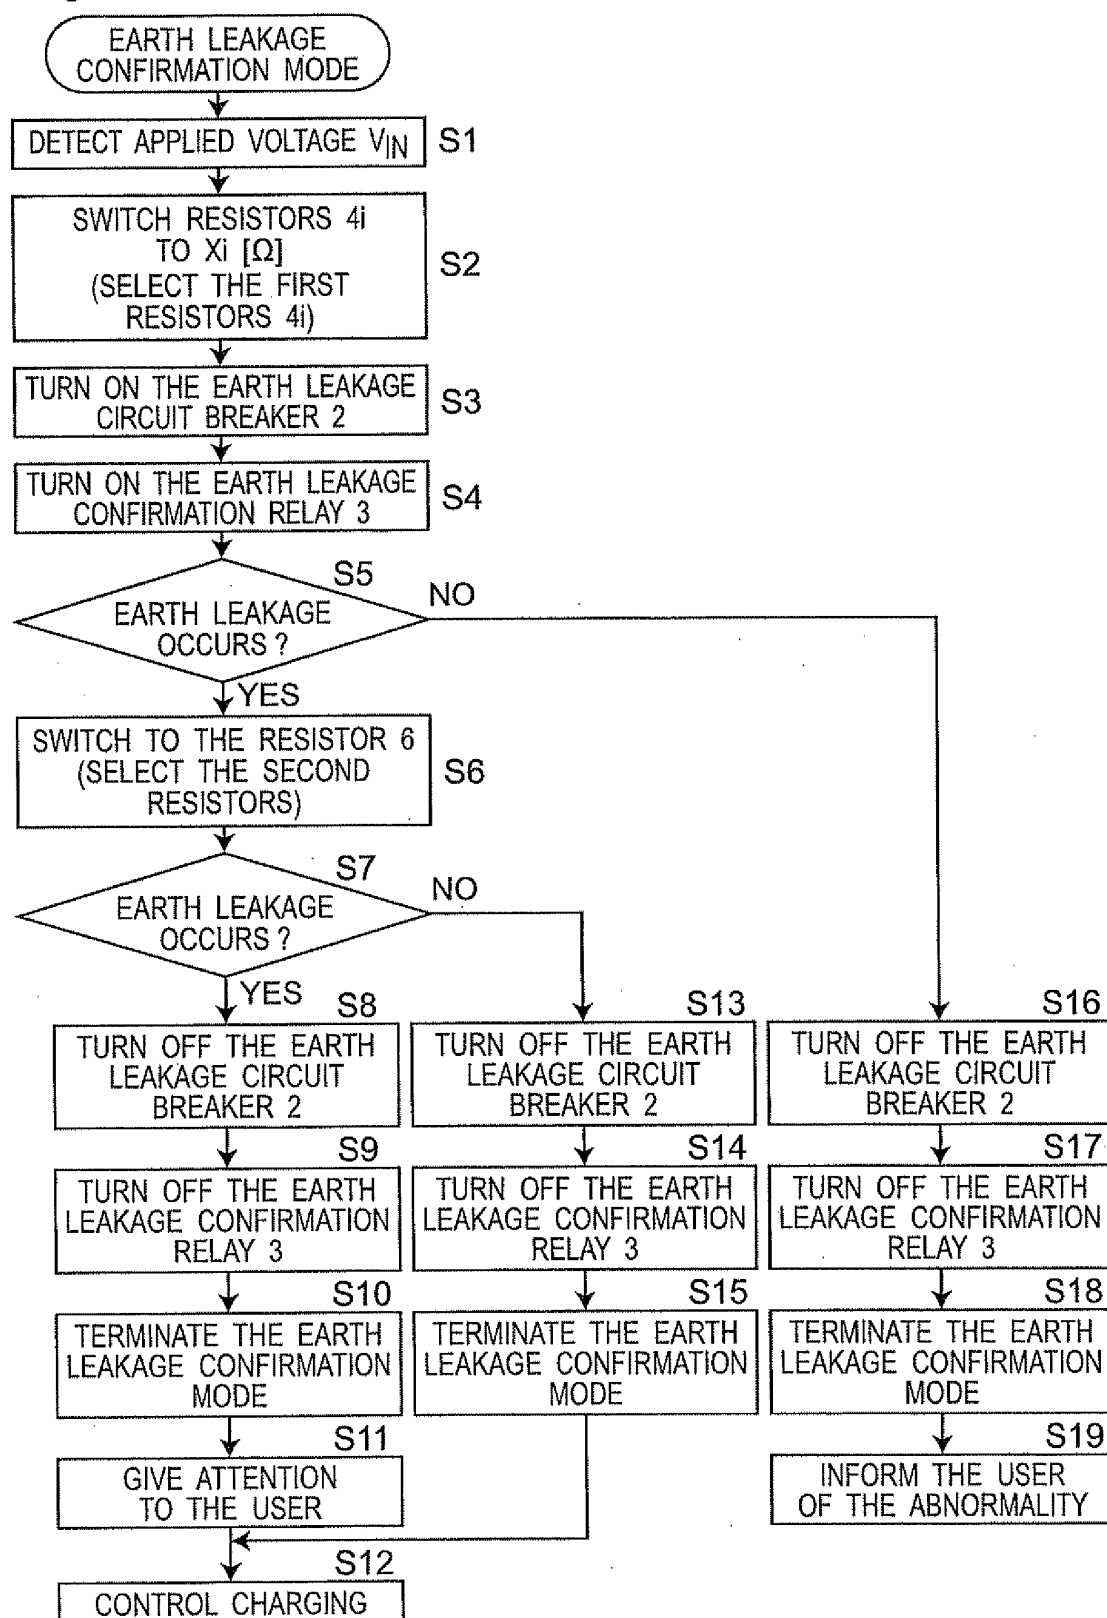 EARTH LEAKAGE
CONFIRMATION MODE
DETECT APPLIED VOLTAGE VIN
S1
SWITCH RESISTORS 4i
TO Xi [Ω]
(SELECT THE FIRST
RESISTORS 4i)
S2
TURN ON THE EARTH LEAKAGE
CIRCUIT BREAKER 2
S3
TURN ON THE EARTH LEAKAGE
CONFIRMATION RELAY 3
S4
S5
EARTH LEAKAGE
OCCURS ?
NO
YES
SWITCH TO THE RESISTOR 6
(SELECT THE SECOND
RESISTORS)
S6
S7
EARTH LEAKAGE
OCCURS ?
NO
YES
S8
TURN OFF THE EARTH
LEAKAGE CIRCUIT
BREAKER 2
S9
TURN OFF THE EARTH
LEAKAGE CONFIRMATION
RELAY 3
S10
TERMINATE THE EARTH
LEAKAGE CONFIRMATION
MODE
S11
GIVE ATTENTION
TO THE USER
S12
CONTROL CHARGING
S13
TURN OFF THE EARTH
LEAKAGE CIRCUIT
BREAKER 2
S14
TURN OFF THE EARTH
LEAKAGE CONFIRMATION
RELAY 3
S15
TERMINATE THE EARTH
LEAKAGE CONFIRMATION
MODE
S16
TURN OFF THE EARTH
LEAKAGE CIRCUIT
BREAKER 2
S17
TURN OFF THE EARTH
LEAKAGE CONFIRMATION
RELAY 3
S18
TERMINATE THE EARTH
LEAKAGE CONFIRMATION
MODE
S19
INFORM THE USER
OF THE ABNORMALITY